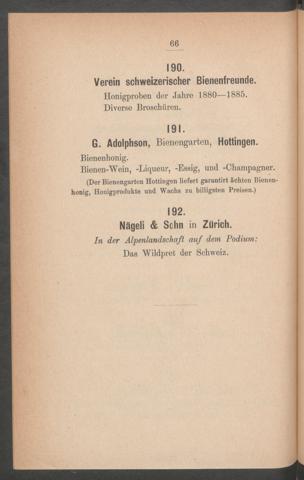 66
190.
Verein schweizerischer Bienenfreunde.
Honigproben der Jahre 1880—1885.
Diverse Broschüren.
191.
G. Adolphson, Bienengarten, Hottingen.
Bienenhonig.
Bienen-Wein, -Liqueur, -Essig, und -Champagner.
(Der Bienengarten Hottingen liefert garantirt ächten Bienen-
honig, Honigprodukte und Wachs zu billigsten Preisen.)
192.
Nägeli & Sohn in Zürich.
In der Alpenlandschaft auf dem Podium:
Das Wildpret der Schweiz.